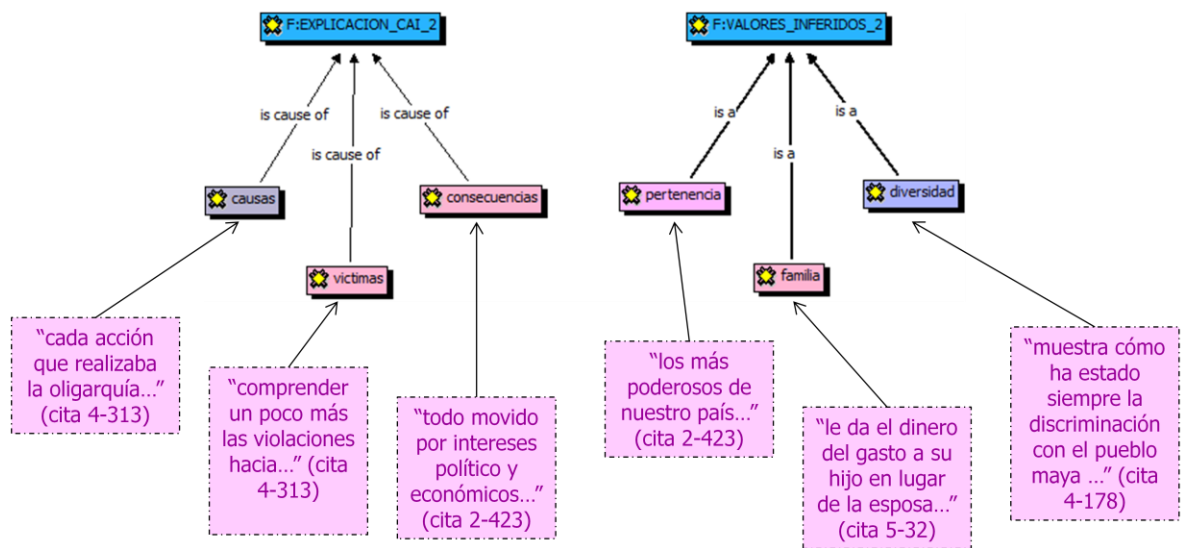 F:EXPLICACION_CAI_2
is cause of
is cause of
is cause of
causas
victimas
consecuencias
“cada acción
que realizaba
la oligarquía...”
(cita 4-313)
“comprender
un poco más
las violaciones
hacia...” (cita
4-313)
“todo movido
por intereses
político y
económicos...”
(cita 2-423)
F:VALORES_INFERIDOS_2
is a
is a
is a
pertenencia
familia
diversidad
“los más
poderosos de
nuestro país...”
(cita 2-423)
“le da el dinero
del gasto a su
hijo en lugar
de la esposa...”
(cita 5-32)
“muestra cómo
ha estado
siempre la
discriminación
con el pueblo
maya ...” (cita
4-178)